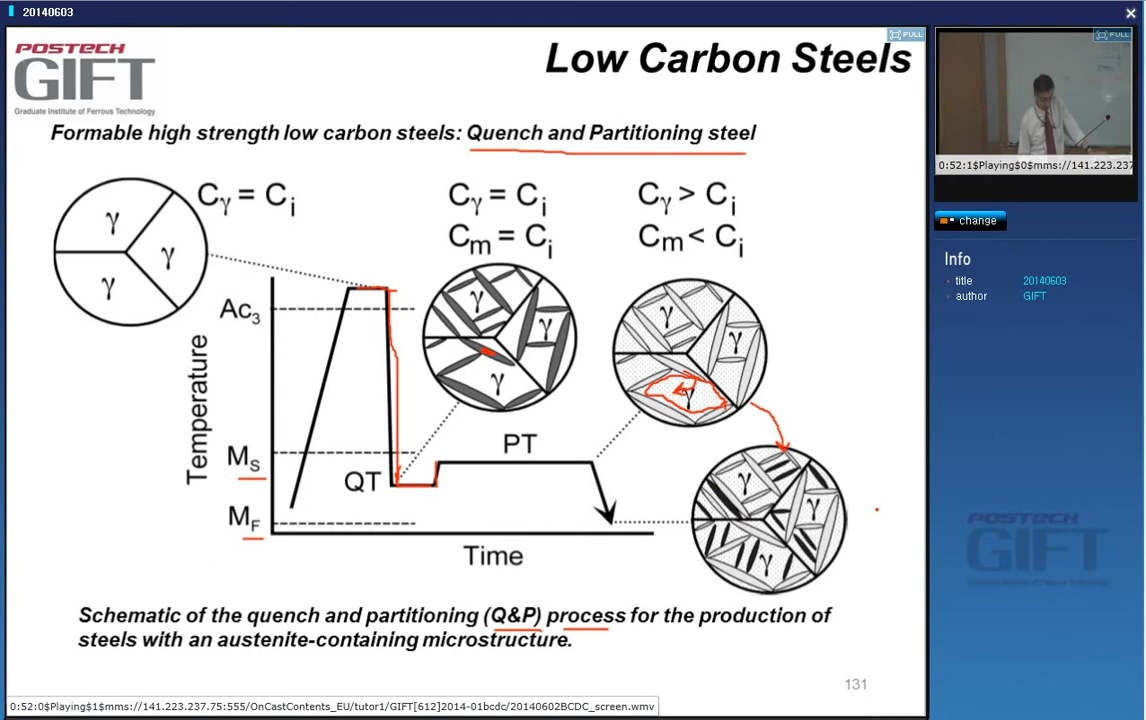 20140603
POSTECH
GIFT
Graduate Institute of Ferrous Technology
FULL
Low Carbon Steels
Formable high strength low carbon steels: Quench and Partitioning steel
Cγ = Ci
γ
γ
γ
Cγ = Ci
Cm = Ci
Cγ > Ci
Cm < Ci
γ
γ
γ
γ
γ
γ
Ac3
Temperature
MS
QT
PT
MF
Time
γ
γ
γ
Schematic of the quench and partitioning (Q&P) process for the production of
steels with an austenite-containing microstructure.
131
0:52:0$Playing$1$mms://141.223.237.75:555/OnCastContents_EU/tutor1/GIFT[612]2014-01bcdc/20140602BCDC_screen.wmv
FULL
0:52:1$Playing$0$mms://141.223.237
change
Info
title 20140603
author GIFT
POSTECH
GIFT